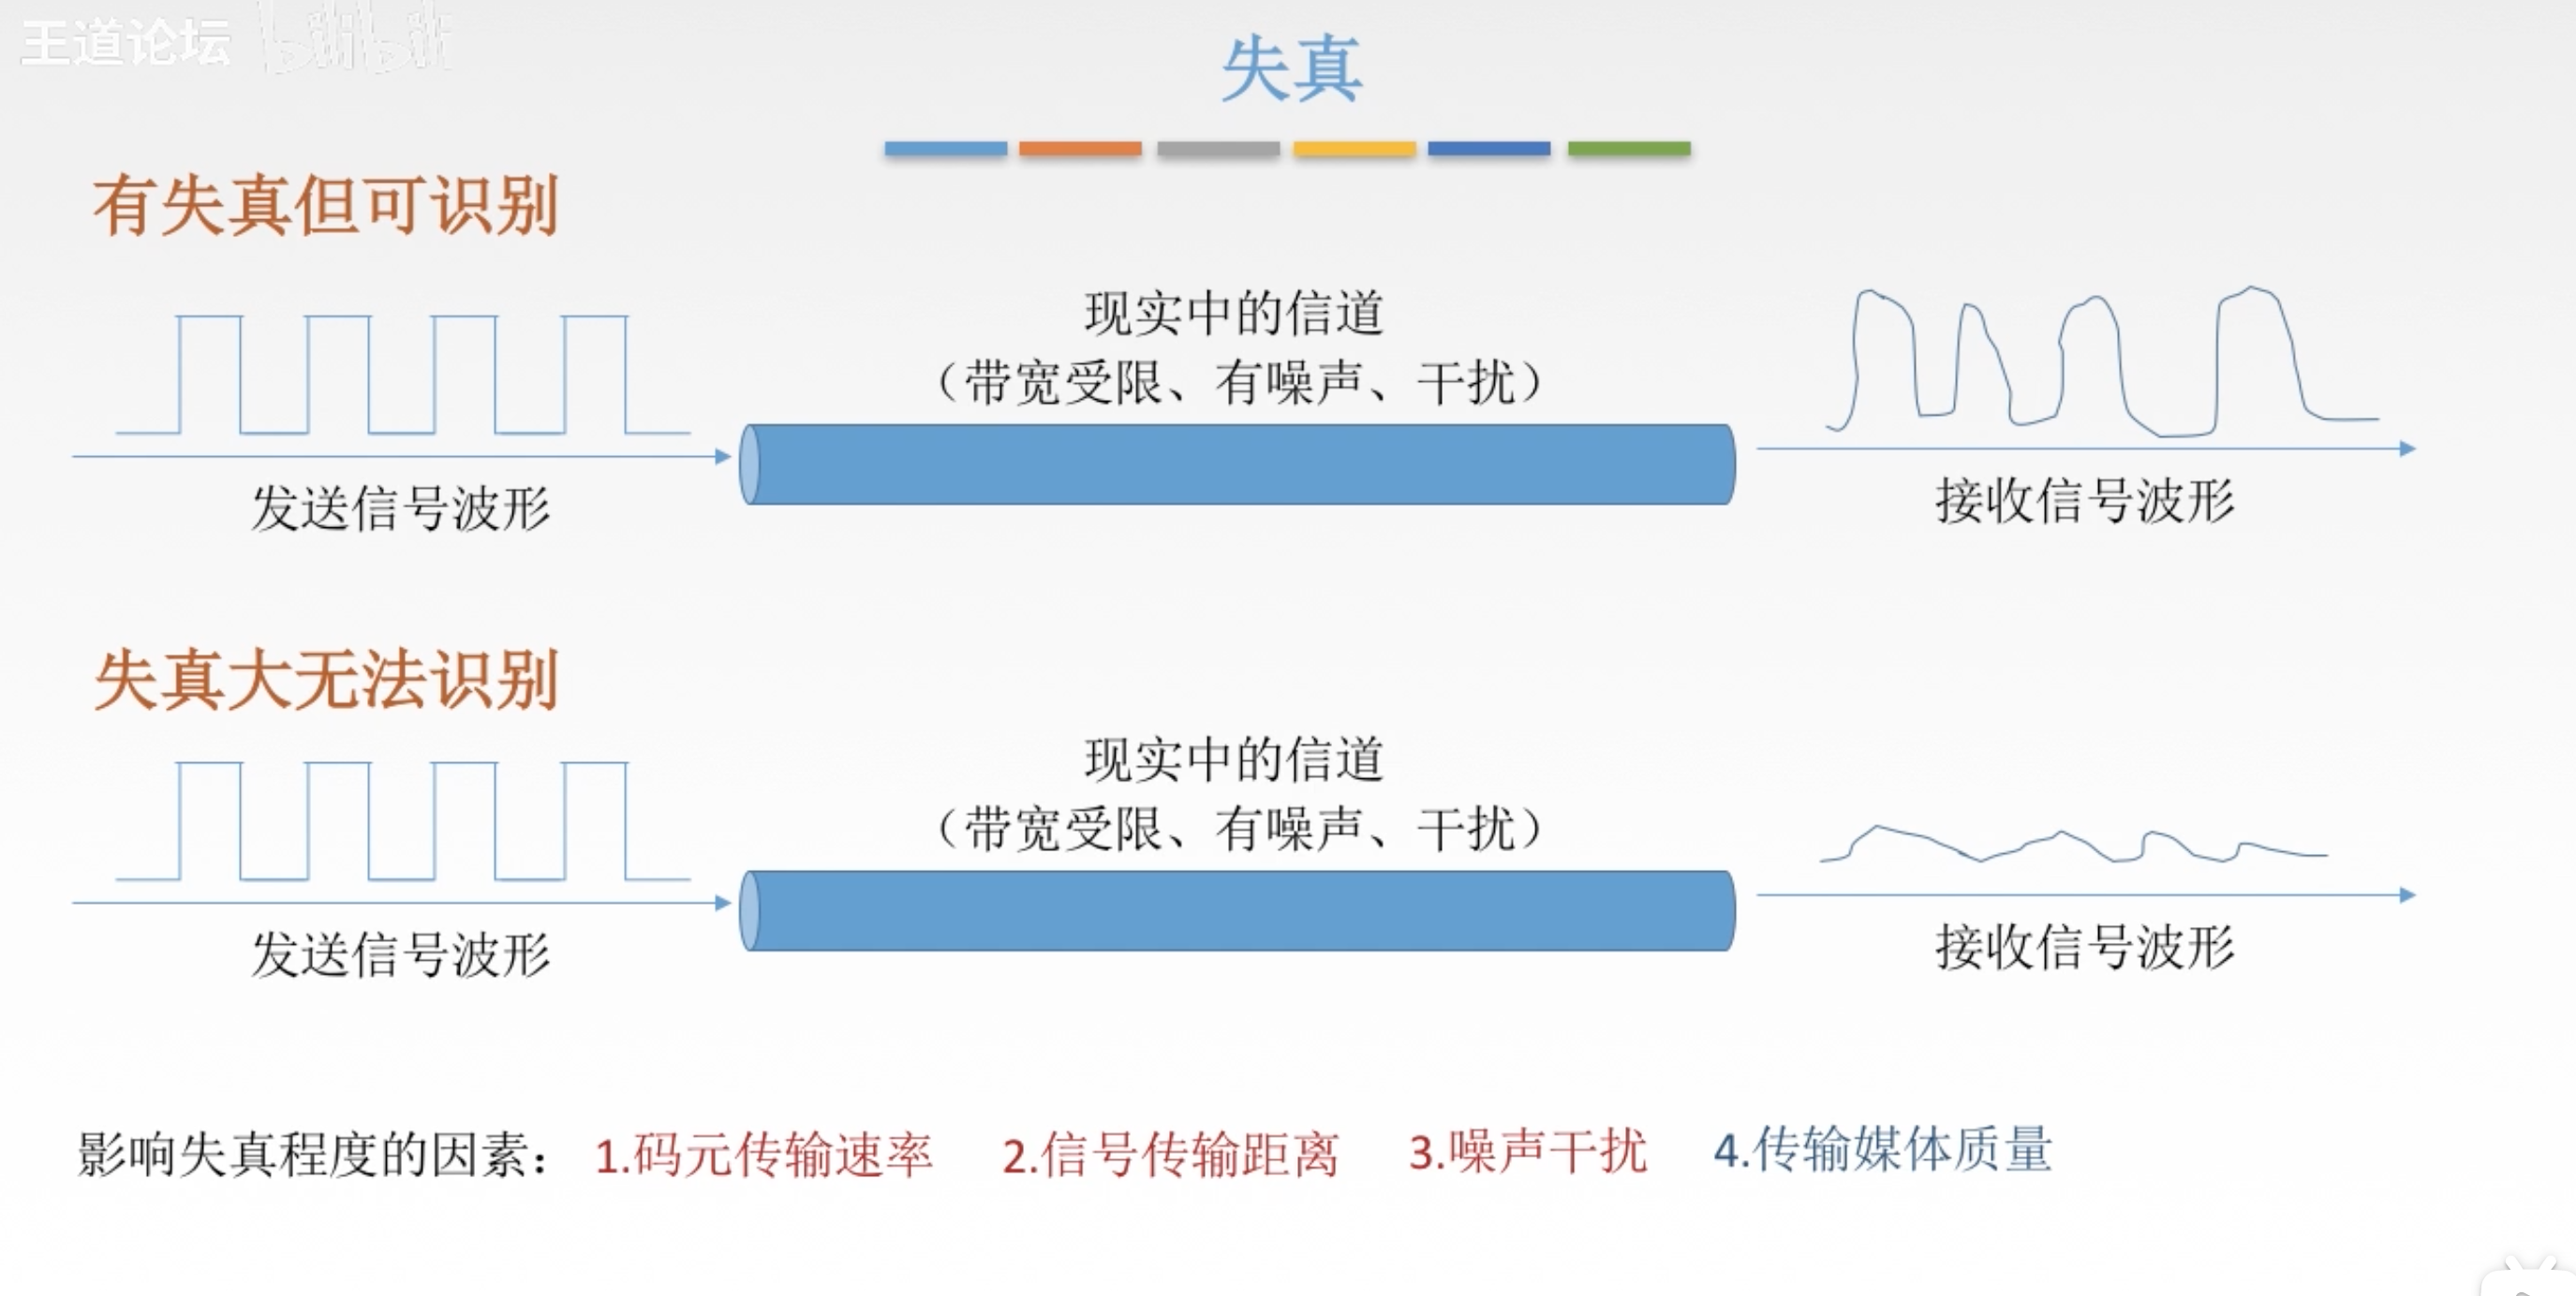 王道论坛 bilibili
失真
有失真但可识别
现实中的信道
（带宽受限、有噪声、干扰）
发送信号波形
接收信号波形
失真大无法识别
现实中的信道
（带宽受限、有噪声、干扰）
发送信号波形
接收信号波形
影响失真程度的因素： 1.码元传输速率 2.信号传输距离 3.噪声干扰 4.传输媒体质量